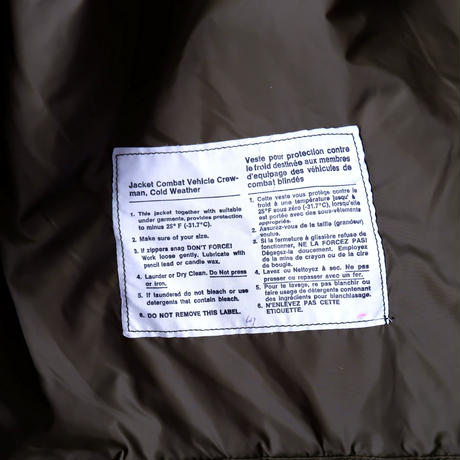 Jacket Combat Vehicle Crew-
man, Cold Weather
1. This jacket together with suitable
under garments, provides protection
to minus 25° F (-31.7°C)
2. Make sure of your size.
3. If zippers snag DON'T FORCE!
Work loose gently. Lubricate with
pencil lead or candle wax.
4. Launder or Dry Clean. Do Not Press
or Iron.
5. If laundered do not bleach or use
detergents that contain bleach.
6. DO NOT REMOVE THIS LABEL.
Veste pour protection contre
le froid destinée aux membres
d'equipage des véhicules de
combat blindés
1. Cette veste vous protége contre le
froid à une température jusqu'à
25°F sous zéro (-31.7°C), lorsqu'elle
est portée avec des sous-vêtements
appropriés.
2. Assurez-vous de la taille (grandeur)
voulue.
3. Si la fermeture à glissière refuse de
fonctionner, NE LA FORCEZ PAS!
Dégagez-la doucement. Employez
de la mine de crayon ou de la cire
de bougie.
4. Lavez ou Nettoyez À sec. Ne pas
presser ou repasser avec un fer.
5. Pour le lavage, ne pas blanchir ou
faire usage de détergents contenant
des ingrédients pour blanchissage.
6. N'ENLEVEZ PAS CETTE
ETIQUETTE.